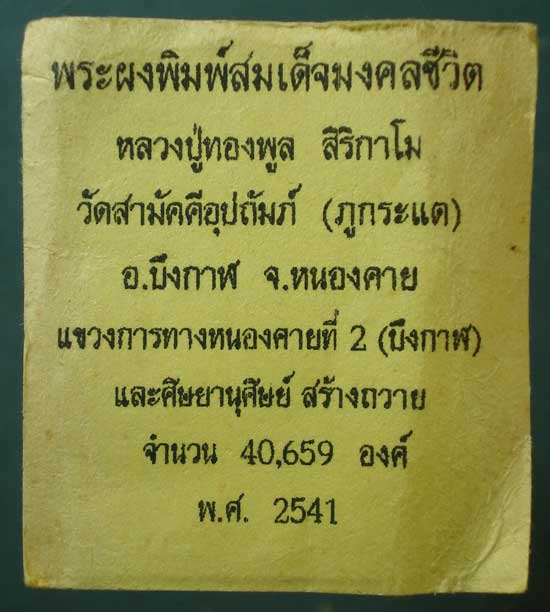 พระผงพิมพ์สมเด็จมงคลชีวิต
หลวงปู่ทองพูล สิริกาโม
วัดสามัคคีอุปถัมภ์ (ภูกระแต)
อ.บึงกาฬ จ.หนองคาย
แขวงการทางหนองคายที่ 2 (บึงกาฬ)
และศิษยานุศิษย์ สร้างถวาย
จำนวน 40,659 องค์
พ.ศ. 2541